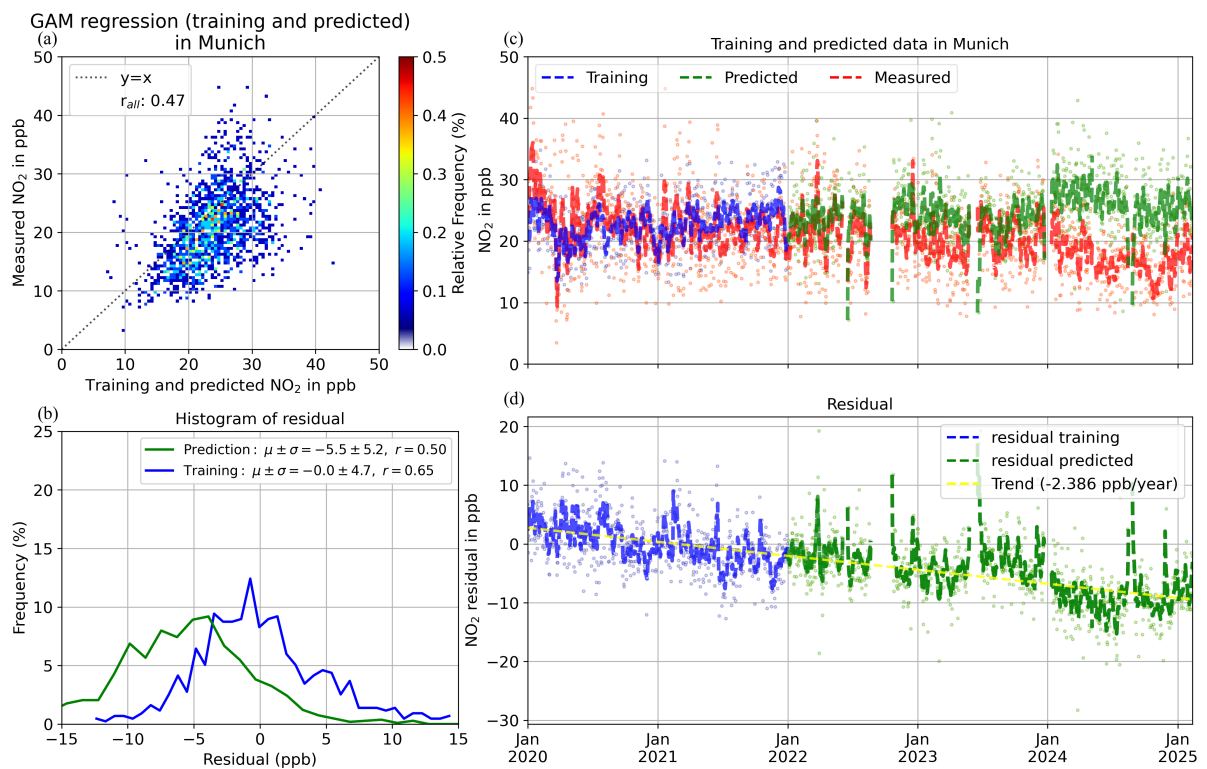 GAM regression (training and predicted)
in Munich
(a)
y=x
r_all: 0.47
50
40
30
20
10
0
Measured NO₂ in ppb
0 10 20 30 40 50
Training and predicted NO₂ in ppb
0.5
0.4
0.3
0.2
0.1
0.0
Relative Frequency (%)
(c)
Training and predicted data in Munich
Training Predicted Measured
50
40
30
20
10
0
NO₂ in ppb
(b)
Histogram of residual
Prediction: μ ± σ = −5.5 ± 5.2, r = 0.50
Training: μ ± σ = −0.0 ± 4.7, r = 0.65
25
20
15
10
5
0
Frequency (%)
−15 −10 −5 0 5 10 15
Residual (ppb)
(d)
Residual
residual training
residual predicted
Trend (-2.386 ppb/year)
20
10
0
−10
−20
−30
NO₂ residual in ppb
Jan Jan Jan Jan Jan Jan
2020 2021 2022 2023 2024 2025